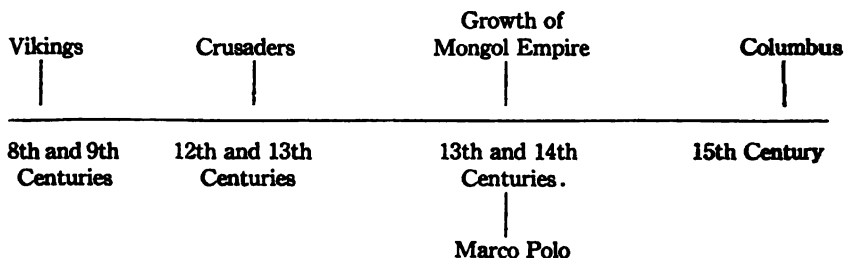 Growth of
Vikings Crusaders Mongol Empire Columbus
8th and 9th 12th and 13th 13th and 14th 15th Century
Centuries Centuries Centuries.
Marco Polo